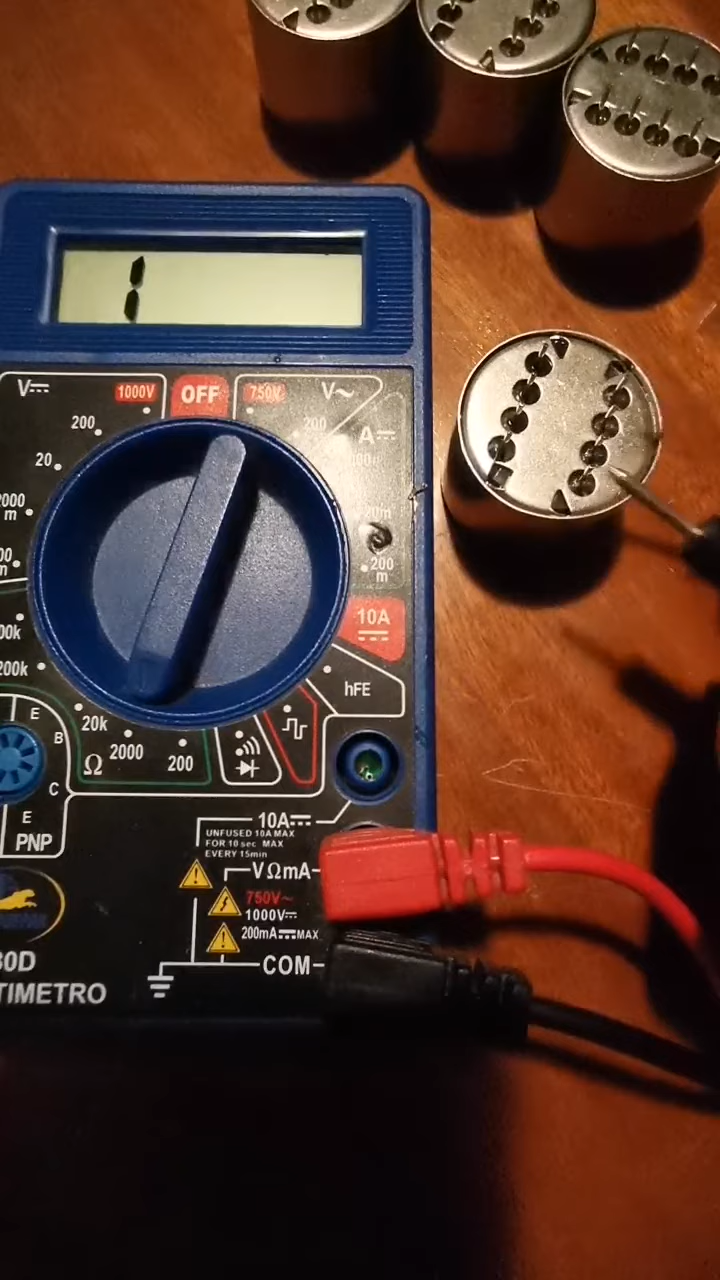 1
V⎓ 1000V OFF 750V V~
200 200 A⎓
20
2000
m
200
m
10A
hFE
200k
20k 2000 200
Ω
E
B
C
E
PNP
10A⎓
UNFUSED 10A MAX
FOR 10 sec MAX
EVERY 15min
VΩmA
750V~
1000V⎓
200mA⎓MAX
COM
30D
TIMETRO